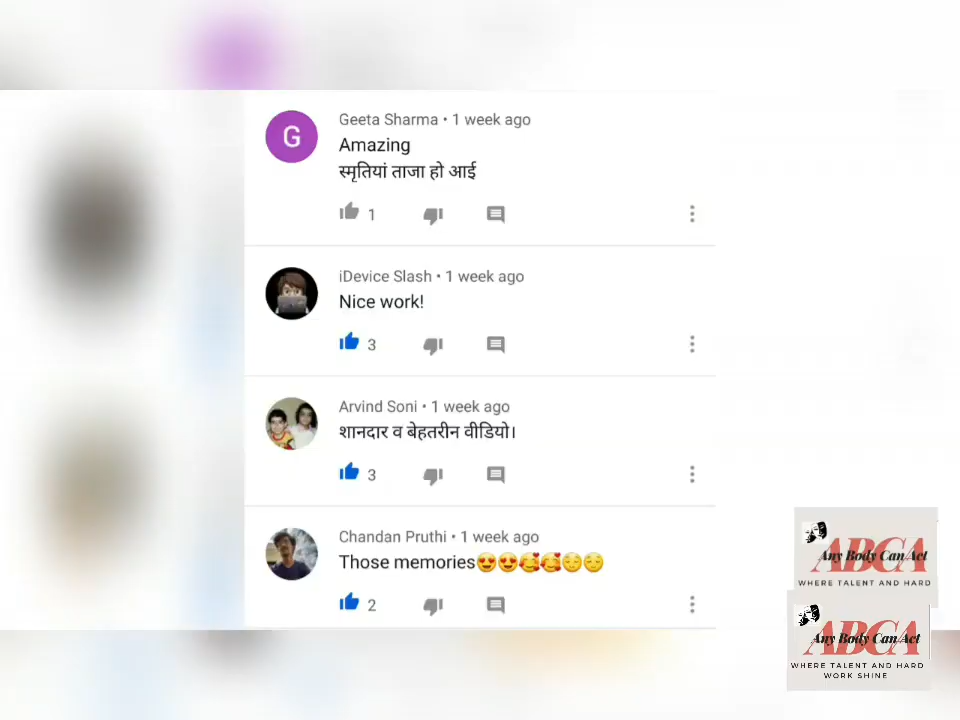 G
Geeta Sharma • 1 week ago
Amazing
स्मृतियां ताजा हो आई
1
iDevice Slash • 1 week ago
Nice work!
3
Arvind Soni • 1 week ago
शानदार व बेहतरीन वीडियो।
3
Chandan Pruthi • 1 week ago
Those memories😍😍🥰🥰😌😌
2
ABCA
Any Body Can Act
WHERE TALENT AND HARD
ABCA
Any Body Can Act
WHERE TALENT AND HARD
WORK SHINE